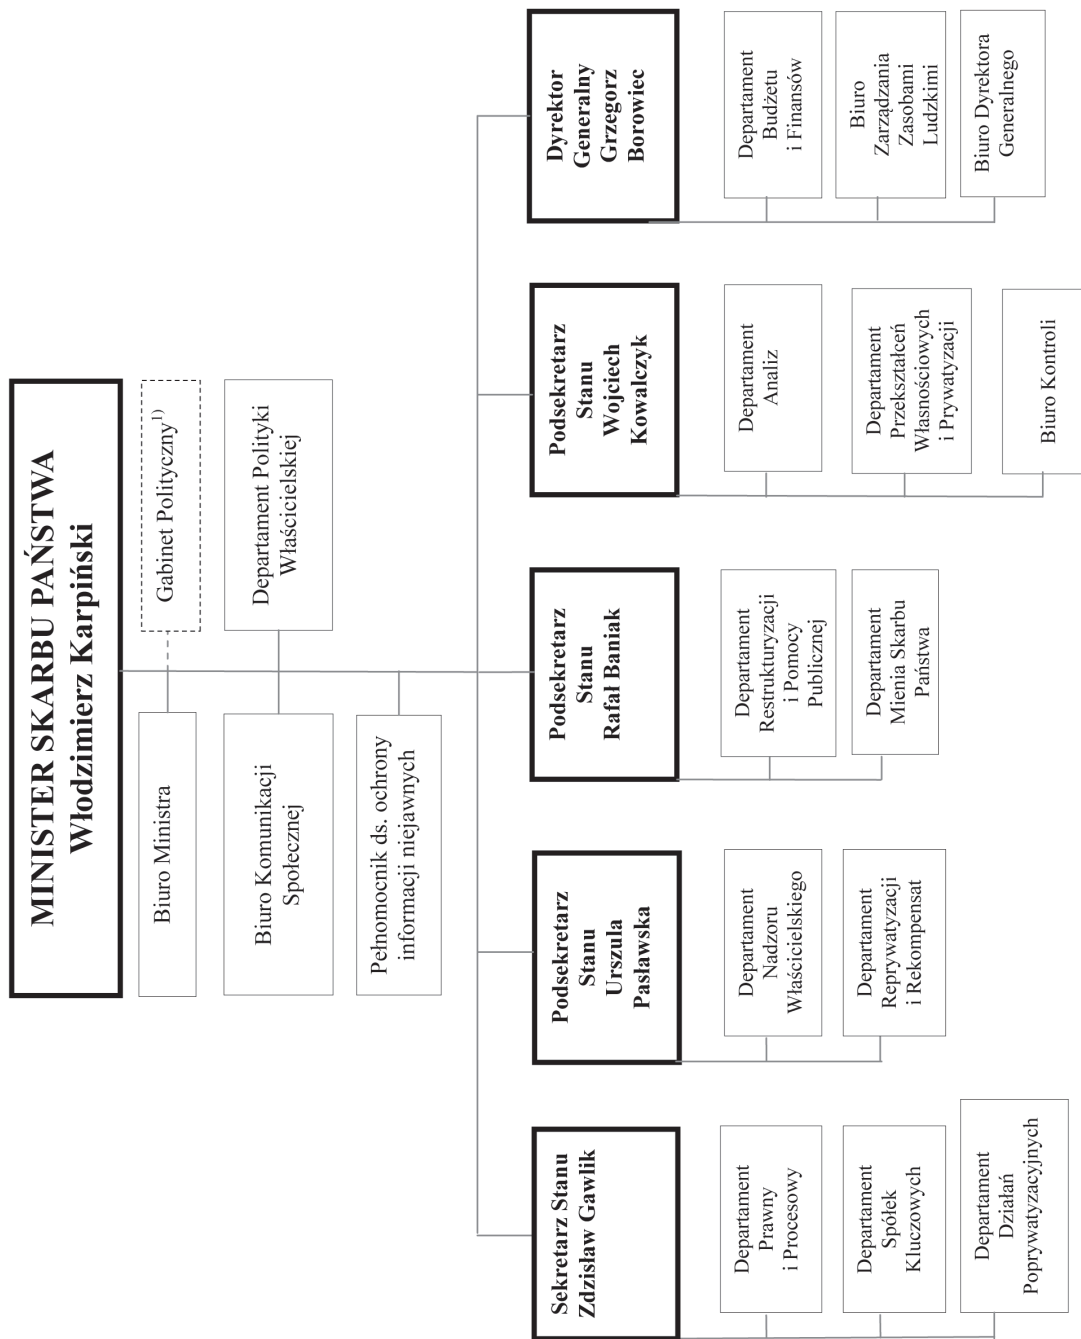 MINISTER SKARBU PAŃSTWA
Włodzimierz Karpiński
Biuro Ministra
Gabinet Polityczny¹⁾
Biuro Komunikacji
Społecznej
Departament Polityki
Właścicielskiej
Pełnomocnik ds. ochrony
informacji niejawnych
Sekretarz Stanu
Zdzisław Gawlik
Departament
Prawny
i Procesowy
Departament
Spółek
Kluczowych
Departament
Działań
Poprywatyzacyjnych
Podsekretarz
Stanu
Urszula
Pasławska
Departament
Nadzoru
Właścicielskiego
Departament
Reprywatyzacji
i Rekompensat
Podsekretarz
Stanu
Rafał Baniak
Departament
Restrukturyzacji
i Pomocy
Publicznej
Departament
Mienia Skarbu
Państwa
Podsekretarz
Stanu
Wojciech
Kowalczyk
Departament
Analiz
Departament
Przekształceń
Własnościowych
i Prywatyzacji
Biuro Kontroli
Dyrektor
Generalny
Grzegorz
Borowiec
Departament
Budżetu
i Finansów
Biuro
Zarządzania
Zasobami
Ludzkimi
Biuro Dyrektora
Generalnego